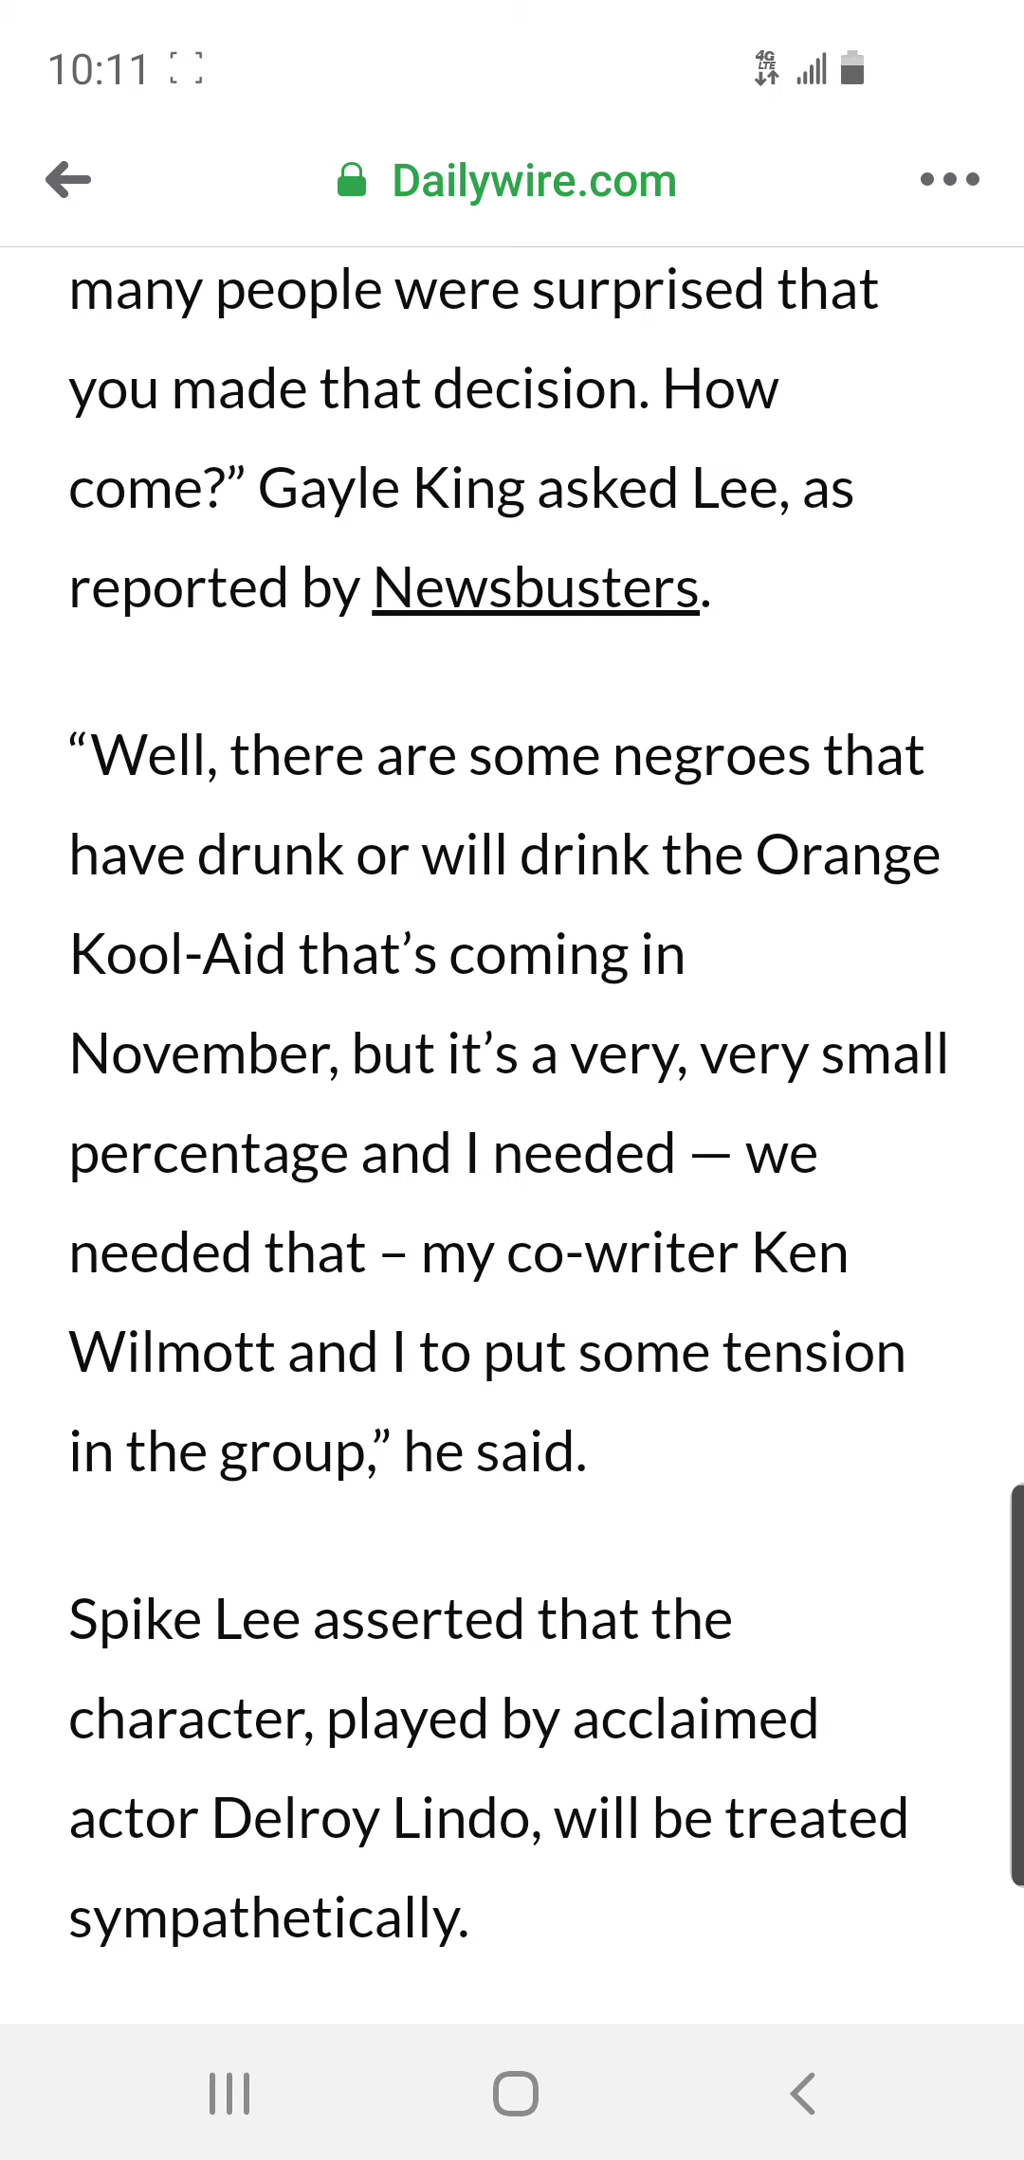 10:11
4G
LTE
Dailywire.com
many people were surprised that
you made that decision. How
come?” Gayle King asked Lee, as
reported by Newsbusters.
“Well, there are some negroes that
have drunk or will drink the Orange
Kool-Aid that’s coming in
November, but it’s a very, very small
percentage and I needed — we
needed that – my co-writer Ken
Wilmott and I to put some tension
in the group,” he said.
Spike Lee asserted that the
character, played by acclaimed
actor Delroy Lindo, will be treated
sympathetically.